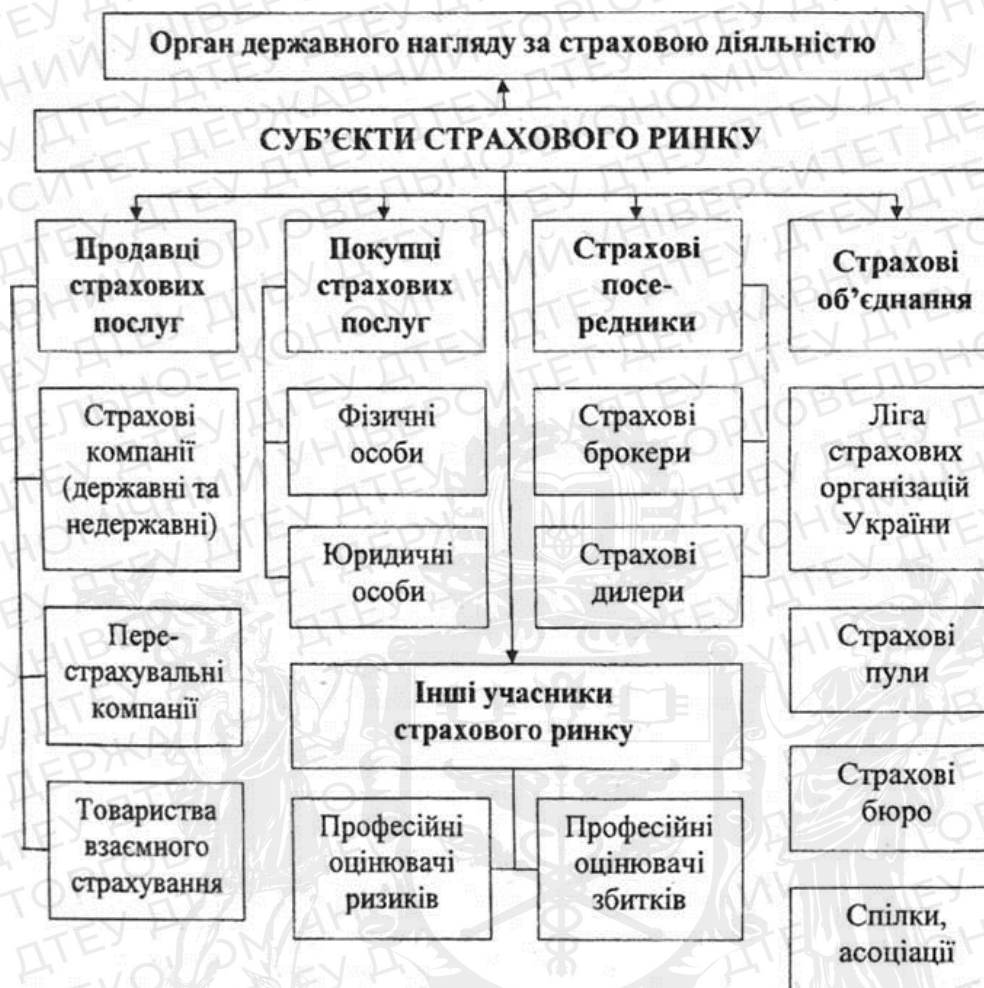 Орган державного нагляду за страховою діяльністю
СУБ’ЄКТИ СТРАХОВОГО РИНКУ
Продавці
страхових
послуг
Покупці
страхових
послуг
Страхові
посе-
редники
Страхові
об’єднання
Страхові
компанії
(державні та
недержавні)
Фізичні
особи
Страхові
брокери
Ліга
страхових
організацій
України
Юридичні
особи
Страхові
дилери
Пере-
страхувальні
компанії
Страхові
пули
Інші учасники
страхового ринку
Страхові
бюро
Товариства
взаємного
страхування
Професійні
оцінювачі
ризиків
Професійні
оцінювачі
збитків
Спілки,
асоціації